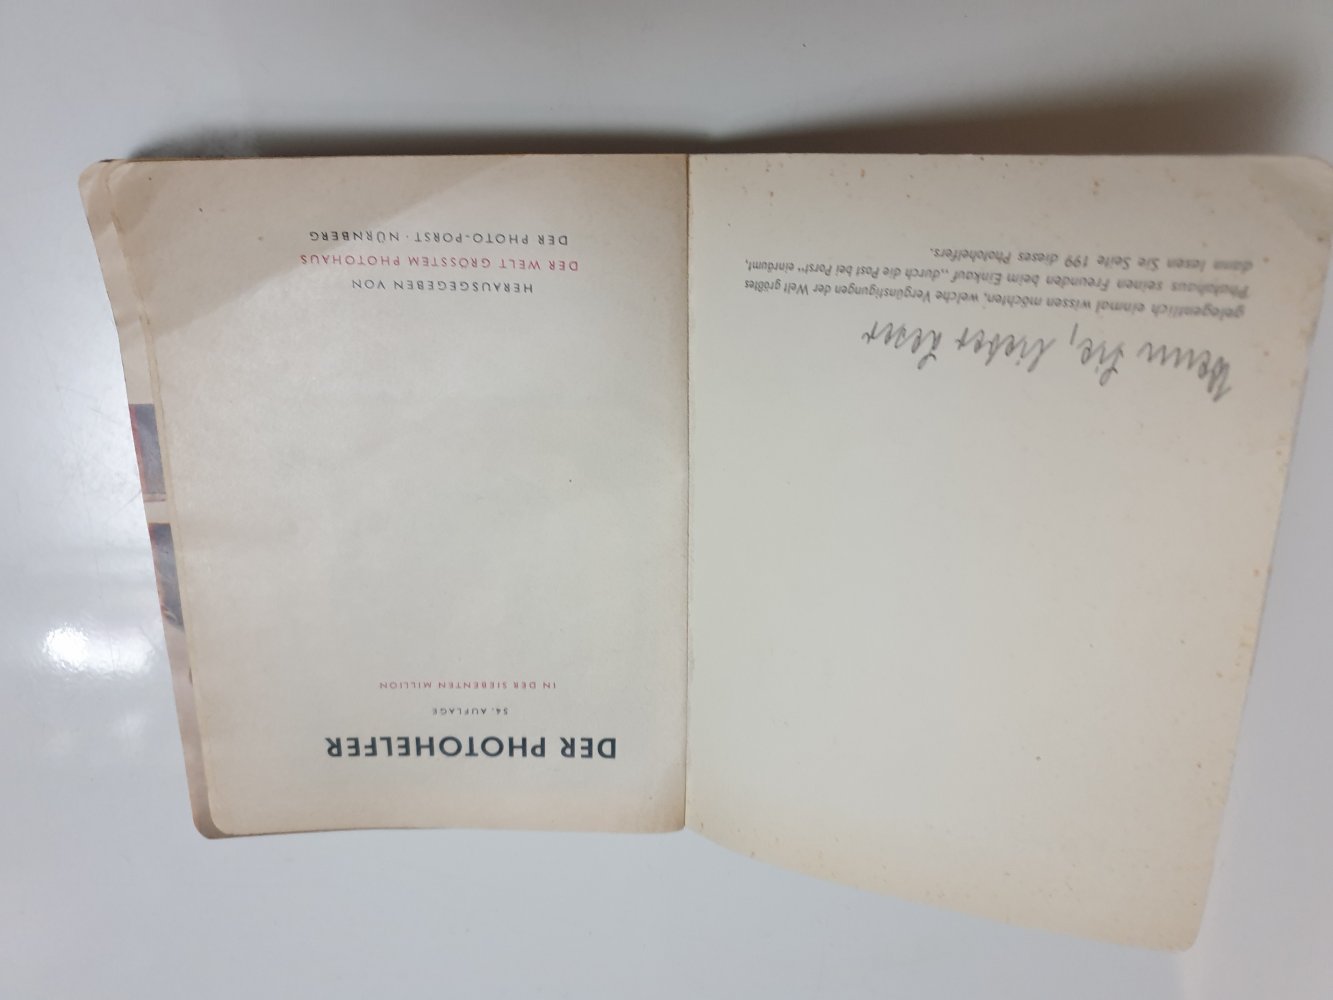 Wenn Sie, lieber Leser
gelegentlich einmal wissen möchten, welche Vergünstigungen der Welt größtes
Photohaus seinen Freunden beim Einkauf „durch die Post bei Porst“ einräumt,
dann lesen Sie Seite 199 dieses Photohelfers.
DER PHOTOHELFER
54. AUFLAGE
IN DER SIEBENTEN MILLION
HERAUSGEGEBEN VON
DER WELT GRÖSSTEM PHOTOHAUS
DER PHOTO-PORST · NÜRNBERG